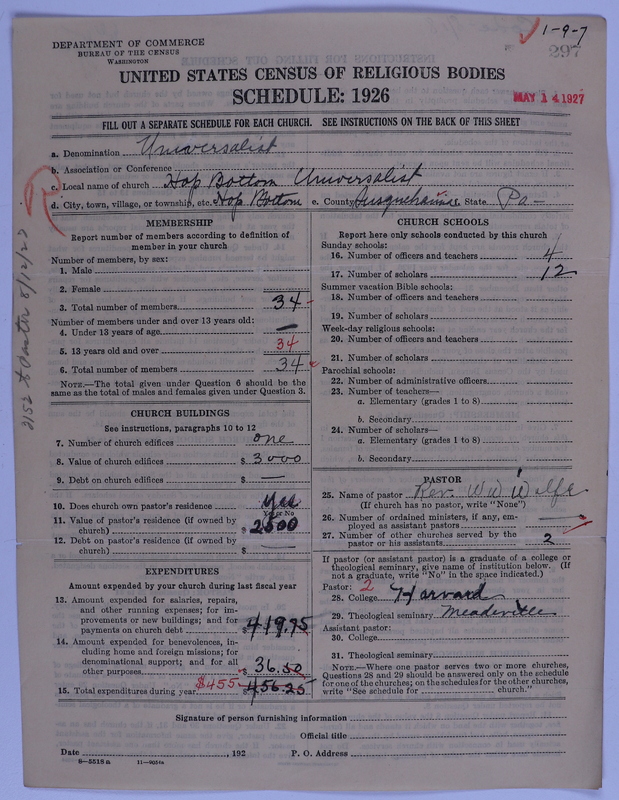 1-9-7
297
DEPARTMENT OF COMMERCE
BUREAU OF THE CENSUS
WASHINGTON
UNITED STATES CENSUS OF RELIGIOUS BODIES
SCHEDULE: 1926
MAY 14 1927
FILL OUT A SEPARATE SCHEDULE FOR EACH CHURCH. SEE INSTRUCTIONS ON THE BACK OF THIS SHEET
a. Denomination Universalist
b. Association or Conference
c. Local name of church Hop Bottom Universalist
d. City, town, village, or township, etc. Hop Bottom e. County Susquehanna State Pa-
MEMBERSHIP
Report number of members according to definition of
member in your church
Number of members, by sex:
1. Male
2. Female
3. Total number of members 34
Number of members under and over 13 years old:
4. Under 13 years of age —
5. 13 years old and over 34
6. Total number of members 34
NOTE.—The total given under Question 6 should be the
same as the total of males and females given under Question 3.
CHURCH BUILDINGS
See instructions, paragraphs 10 to 12
7. Number of church edifices one
8. Value of church edifices $ 3000
9. Debt on church edifices $ —
10. Does church own pastor's residence? Yes
Yes or No
11. Value of pastor's residence (if owned by
church) $ 2500
12. Debt on pastor's residence (if owned by
church) $ —
EXPENDITURES
Amount expended by your church during last fiscal year
13. Amount expended for salaries, repairs,
and other running expenses; for im-
provements or new buildings; and for
payments on church debt $ 419.75
14. Amount expended for benevolences, in-
cluding home and foreign missions; for
denominational support; and for all
other purposes $ 36.50
15. Total expenditures during year $455 456.25
CHURCH SCHOOLS
Report here only schools conducted by this church
Sunday schools:
16. Number of officers and teachers 4
17. Number of scholars 12
Summer vacation Bible schools:
18. Number of officers and teachers
19. Number of scholars
Week-day religious schools:
20. Number of officers and teachers
21. Number of scholars
Parochial schools:
22. Number of administrative officers
23. Number of teachers—
a. Elementary (grades 1 to 8)
b. Secondary
24. Number of scholars—
a. Elementary (grades 1 to 8)
b. Secondary
PASTOR
25. Name of pastor Rev. W W Wolfe
(If church has no pastor, write "None")
26. Number of ordained ministers, if any, em-
ployed as assistant pastors —
27. Number of other churches served by the
pastor or his assistants 2
If pastor (or assistant pastor) is a graduate of a college or
theological seminary, give name of institution below. (If
not a graduate, write "No" in the space indicated.)
Pastor: 2
28. College Harvard
29. Theological seminary Meadeville
Assistant pastor:
30. College
31. Theological seminary
NOTE.—Where one pastor serves two or more churches,
Questions 28 and 29 should be answered only on the schedule
for one of the churches; on the schedules for the other churches,
write "See schedule for church."
Signature of person furnishing information
Official title
Date , 192 P. O. Address
8-5518a 11-9051a